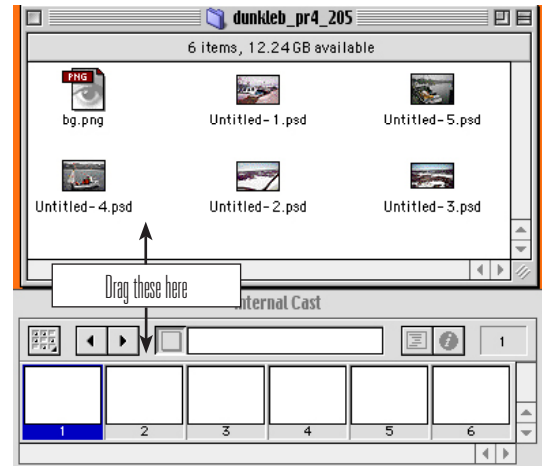 dunkleb_pr4_205
6 items, 12.24 GB available
PNG
bg.png
Untitled-1.psd
Untitled-5.psd
Untitled-4.psd
Untitled-2.psd
Untitled-3.psd
Drag these here
Internal Cast
1
1 2 3 4 5 6